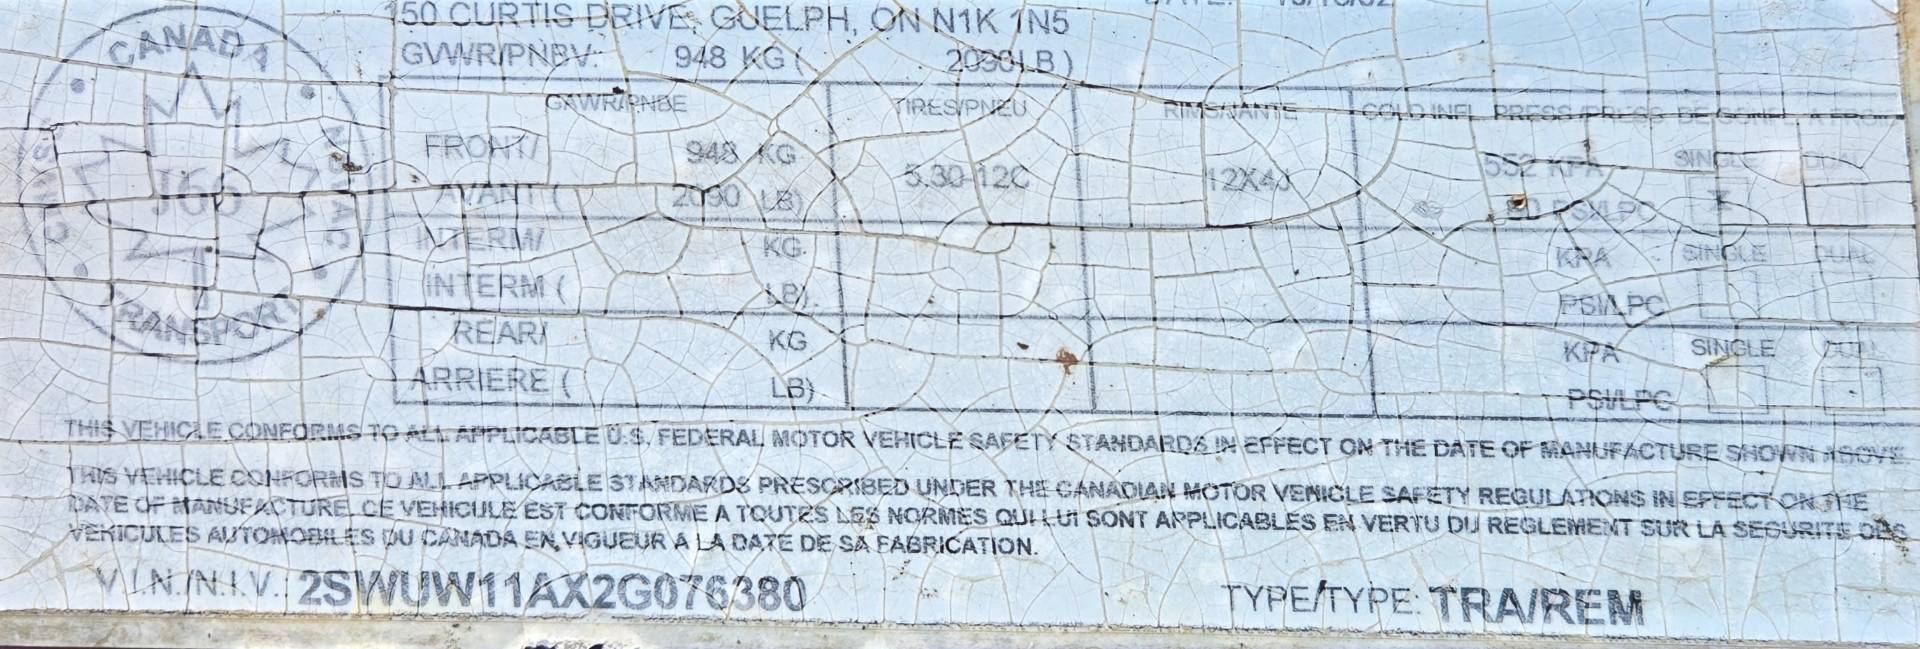 150 CURTIS DRIVE, GUELPH, ON N1K 1N5
GVWR/PNBV: 948 KG ( 2090 LB )
CANADA
J66
TRANSPORT
GAWR/PNBE TIRES/PNEU RIMS/JANTE COLD INFL. PRESS./PRESS. DE GONFL. A FROID
FRONT/ 948 KG 5.30-12C 12X4J 552 KPA SINGLE DUAL
AVANT ( 2090 LB) 80 PSI/LPC X
INTERM/ KG KPA SINGLE DUAL
INTERM ( LB) PSI/LPC
REAR/ KG KPA SINGLE DUAL
ARRIERE ( LB) PSI/LPC
THIS VEHICLE CONFORMS TO ALL APPLICABLE U.S. FEDERAL MOTOR VEHICLE SAFETY STANDARDS IN EFFECT ON THE DATE OF MANUFACTURE SHOWN ABOVE.
THIS VEHICLE CONFORMS TO ALL APPLICABLE STANDARDS PRESCRIBED UNDER THE CANADIAN MOTOR VEHICLE SAFETY REGULATIONS IN EFFECT ON THE
DATE OF MANUFACTURE. CE VEHICULE EST CONFORME A TOUTES LES NORMES QUI LUI SONT APPLICABLES EN VERTU DU REGLEMENT SUR LA SECURITE DES
VEHICULES AUTOMOBILES DU CANADA EN VIGUEUR A LA DATE DE SA FABRICATION.
V.I.N./N.I.V.: 2SWUW11AX2G076380 TYPE/TYPE: TRA/REM